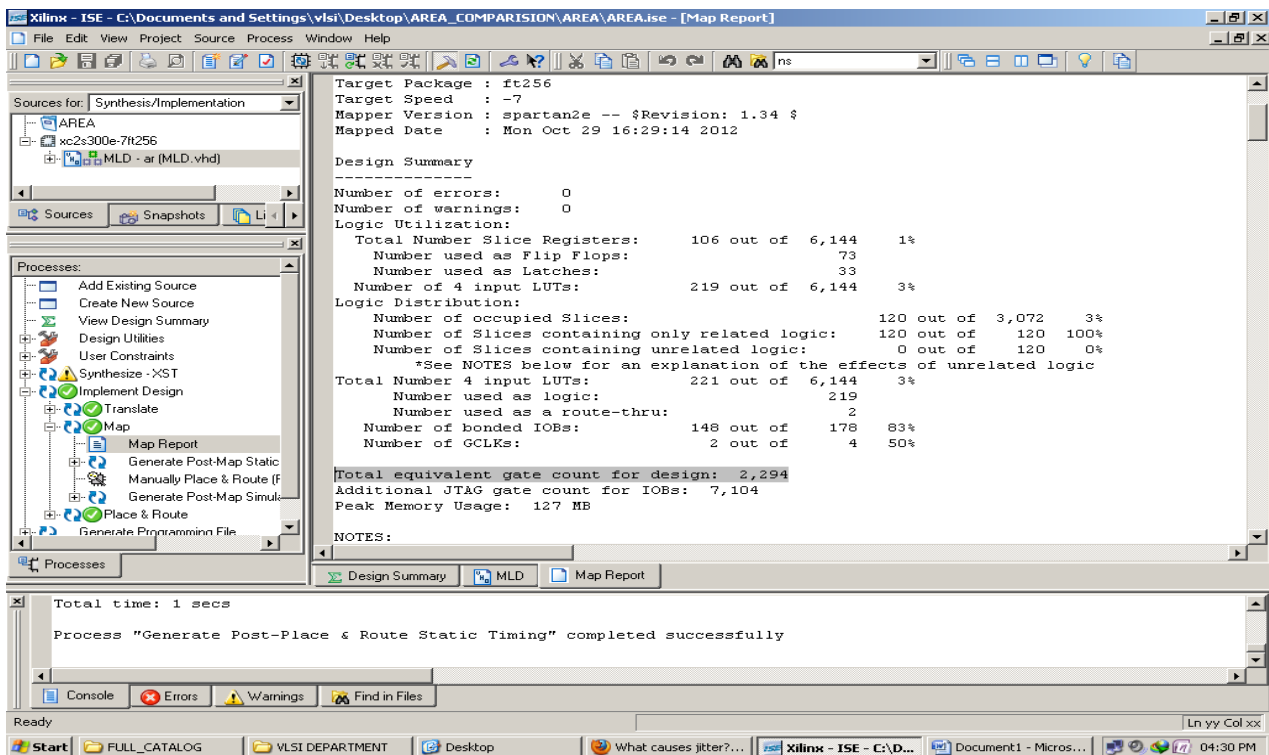 Xilinx - ISE - C:\Documents and Settings\vlsi\Desktop\AREA_COMPARISION\AREA\AREA.ise - [Map Report]
File Edit View Project Source Process Window Help
ns
Sources for: Synthesis/Implementation
AREA
xc2s300e-7ft256
MLD - ar (MLD.vhd)
Sources Snapshots Li
Processes:
Add Existing Source
Create New Source
View Design Summary
Design Utilities
User Constraints
Synthesize - XST
Implement Design
Translate
Map
Map Report
Generate Post-Map Static
Manually Place & Route (F
Generate Post-Map Simula
Place & Route
Generate Programming File
Processes
Target Package : ft256
Target Speed : -7
Mapper Version : spartan2e -- $Revision: 1.34 $
Mapped Date : Mon Oct 29 16:29:14 2012
Design Summary
--------------
Number of errors: 0
Number of warnings: 0
Logic Utilization:
Total Number Slice Registers: 106 out of 6,144 1%
Number used as Flip Flops: 73
Number used as Latches: 33
Number of 4 input LUTs: 219 out of 6,144 3%
Logic Distribution:
Number of occupied Slices: 120 out of 3,072 3%
Number of Slices containing only related logic: 120 out of 120 100%
Number of Slices containing unrelated logic: 0 out of 120 0%
*See NOTES below for an explanation of the effects of unrelated logic
Total Number 4 input LUTs: 221 out of 6,144 3%
Number used as logic: 219
Number used as a route-thru: 2
Number of bonded IOBs: 148 out of 178 83%
Number of GCLKs: 2 out of 4 50%
Total equivalent gate count for design: 2,294
Additional JTAG gate count for IOBs: 7,104
Peak Memory Usage: 127 MB
NOTES:
Design Summary MLD Map Report
Total time: 1 secs
Process "Generate Post-Place & Route Static Timing" completed successfully
Console Errors Warnings Find in Files
Ready Ln yy Col xx
Start FULL_CATALOG VLSI DEPARTMENT Desktop What causes jitter?... Xilinx - ISE - C:\D... Document1 - Micros... 04:30 PM